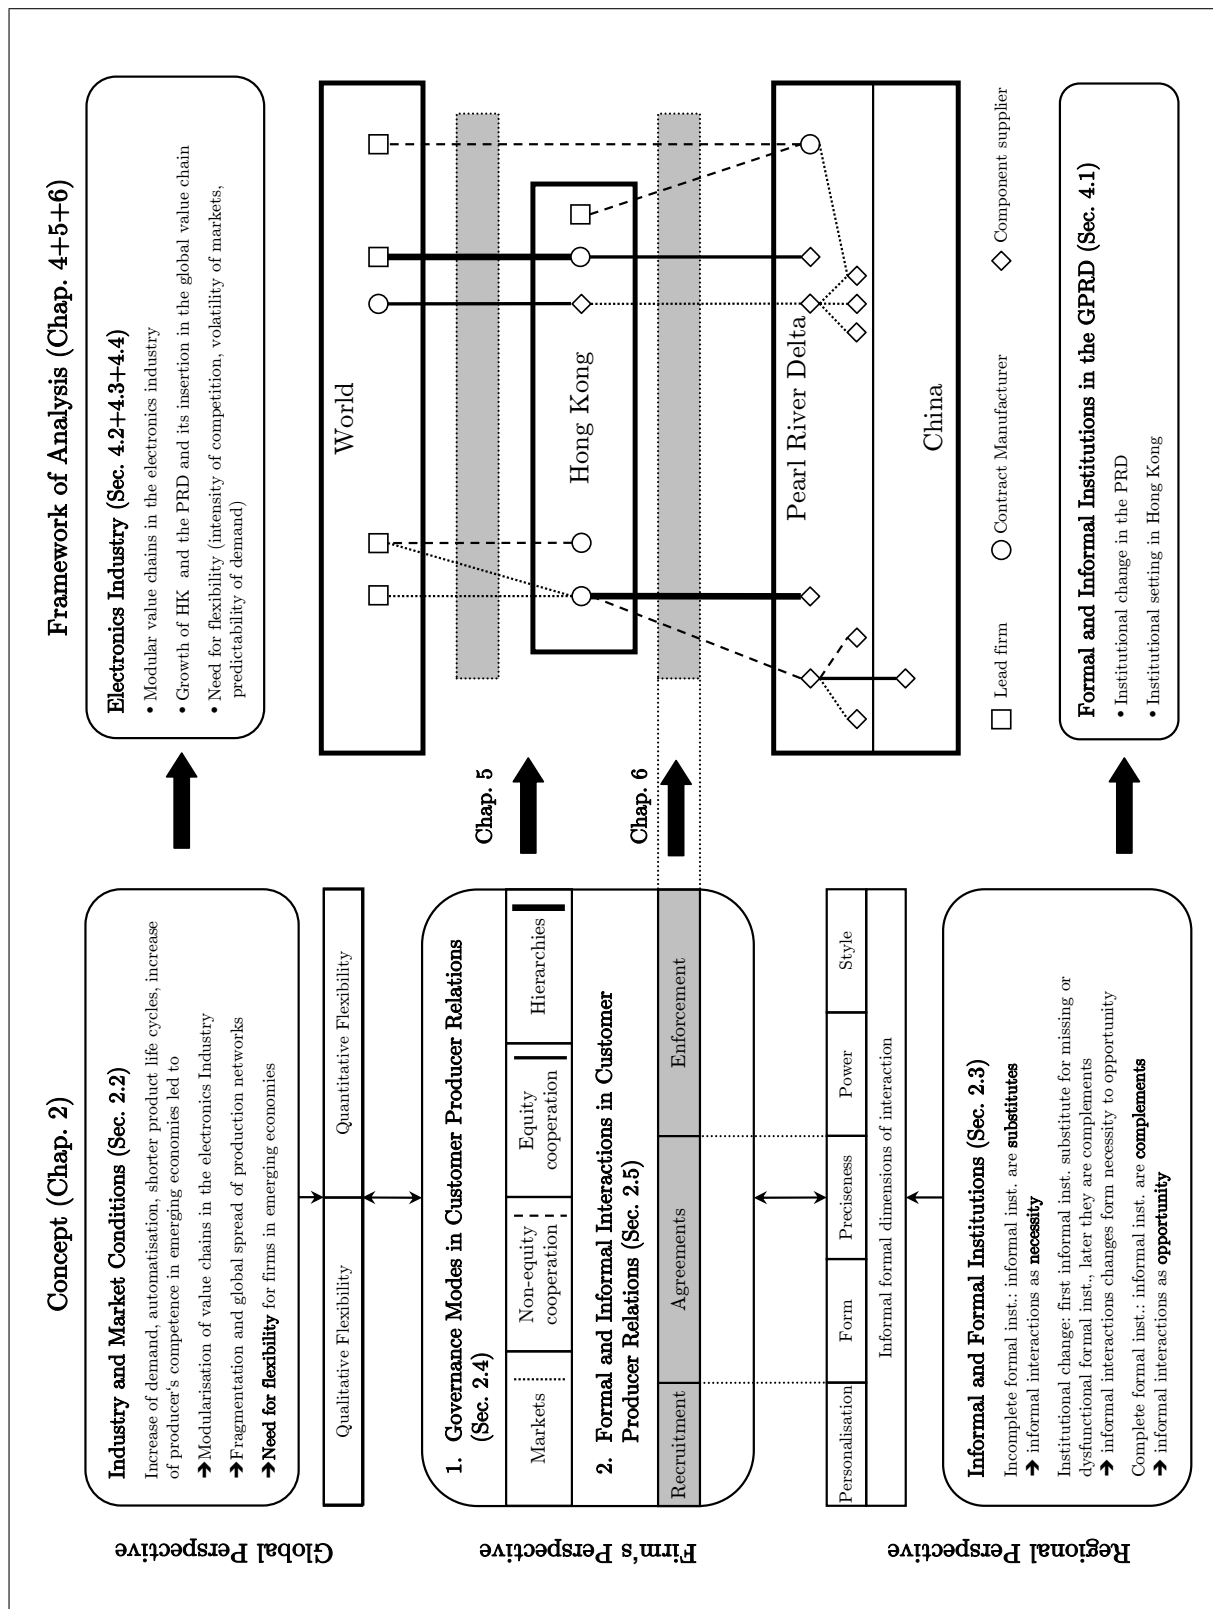 Concept (Chap. 2)
Framework of Analysis (Chap. 4+5+6)
Global Perspective
Industry and Market Conditions (Sec. 2.2)
Increase of demand, automatisation, shorter product life cycles, increase
of producer's competence in emerging economies led to
➔Modularisation of value chains in the electronics Industry
➔Fragmentation and global spread of production networks
➔Need for flexibility for firms in emerging economies
Qualitative Flexibility
Quantitative Flexibility
Electronics Industry (Sec. 4.2+4.3+4.4)
• Modular value chains in the electronics industry
• Growth of HK and the PRD and its insertion in the global value chain
• Need for flexibility (intensity of competition, volatility of markets,
predictability of demand)
Firm's Perspective
1. Governance Modes in Customer Producer Relations
(Sec. 2.4)
Markets
Non-equity
cooperation
Equity
cooperation
Hierarchies
2. Formal and Informal Interactions in Customer
Producer Relations (Sec. 2.5)
Recruitment
Agreements
Enforcement
Chap. 5
Chap. 6
World
Hong Kong
Pearl River Delta
China
Lead firm
Contract Manufacturer
Component supplier
Regional Perspective
Personalisation
Form
Preciseness
Power
Style
Informal formal dimensions of interaction
Informal and Formal Institutions (Sec. 2.3)
Incomplete formal inst.: informal inst. are substitutes
➔ informal interactions as necessity
Institutional change: first informal inst. substitute for missing or
dysfunctional formal inst., later they are complements
➔ informal interactions changes form necessity to opportunity
Complete formal inst.: informal inst. are complements
➔ informal interactions as opportunity
Formal and Informal Institutions in the GPRD (Sec. 4.1)
• Institutional change in the PRD
• Institutional setting in Hong Kong